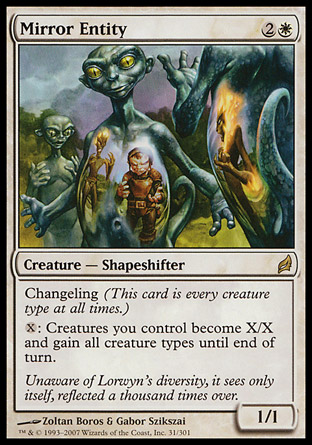 Mirror Entity 2
Creature — Shapeshifter
Changeling (This card is every creature
type at all times.)
X: Creatures you control become X/X
and gain all creature types until end of
turn.
Unaware of Lorwyn's diversity, it sees only
itself, reflected a thousand times over.
Zoltan Boros & Gabor Szikszai
™ & © 1993–2007 Wizards of the Coast, Inc. 31/301
1/1